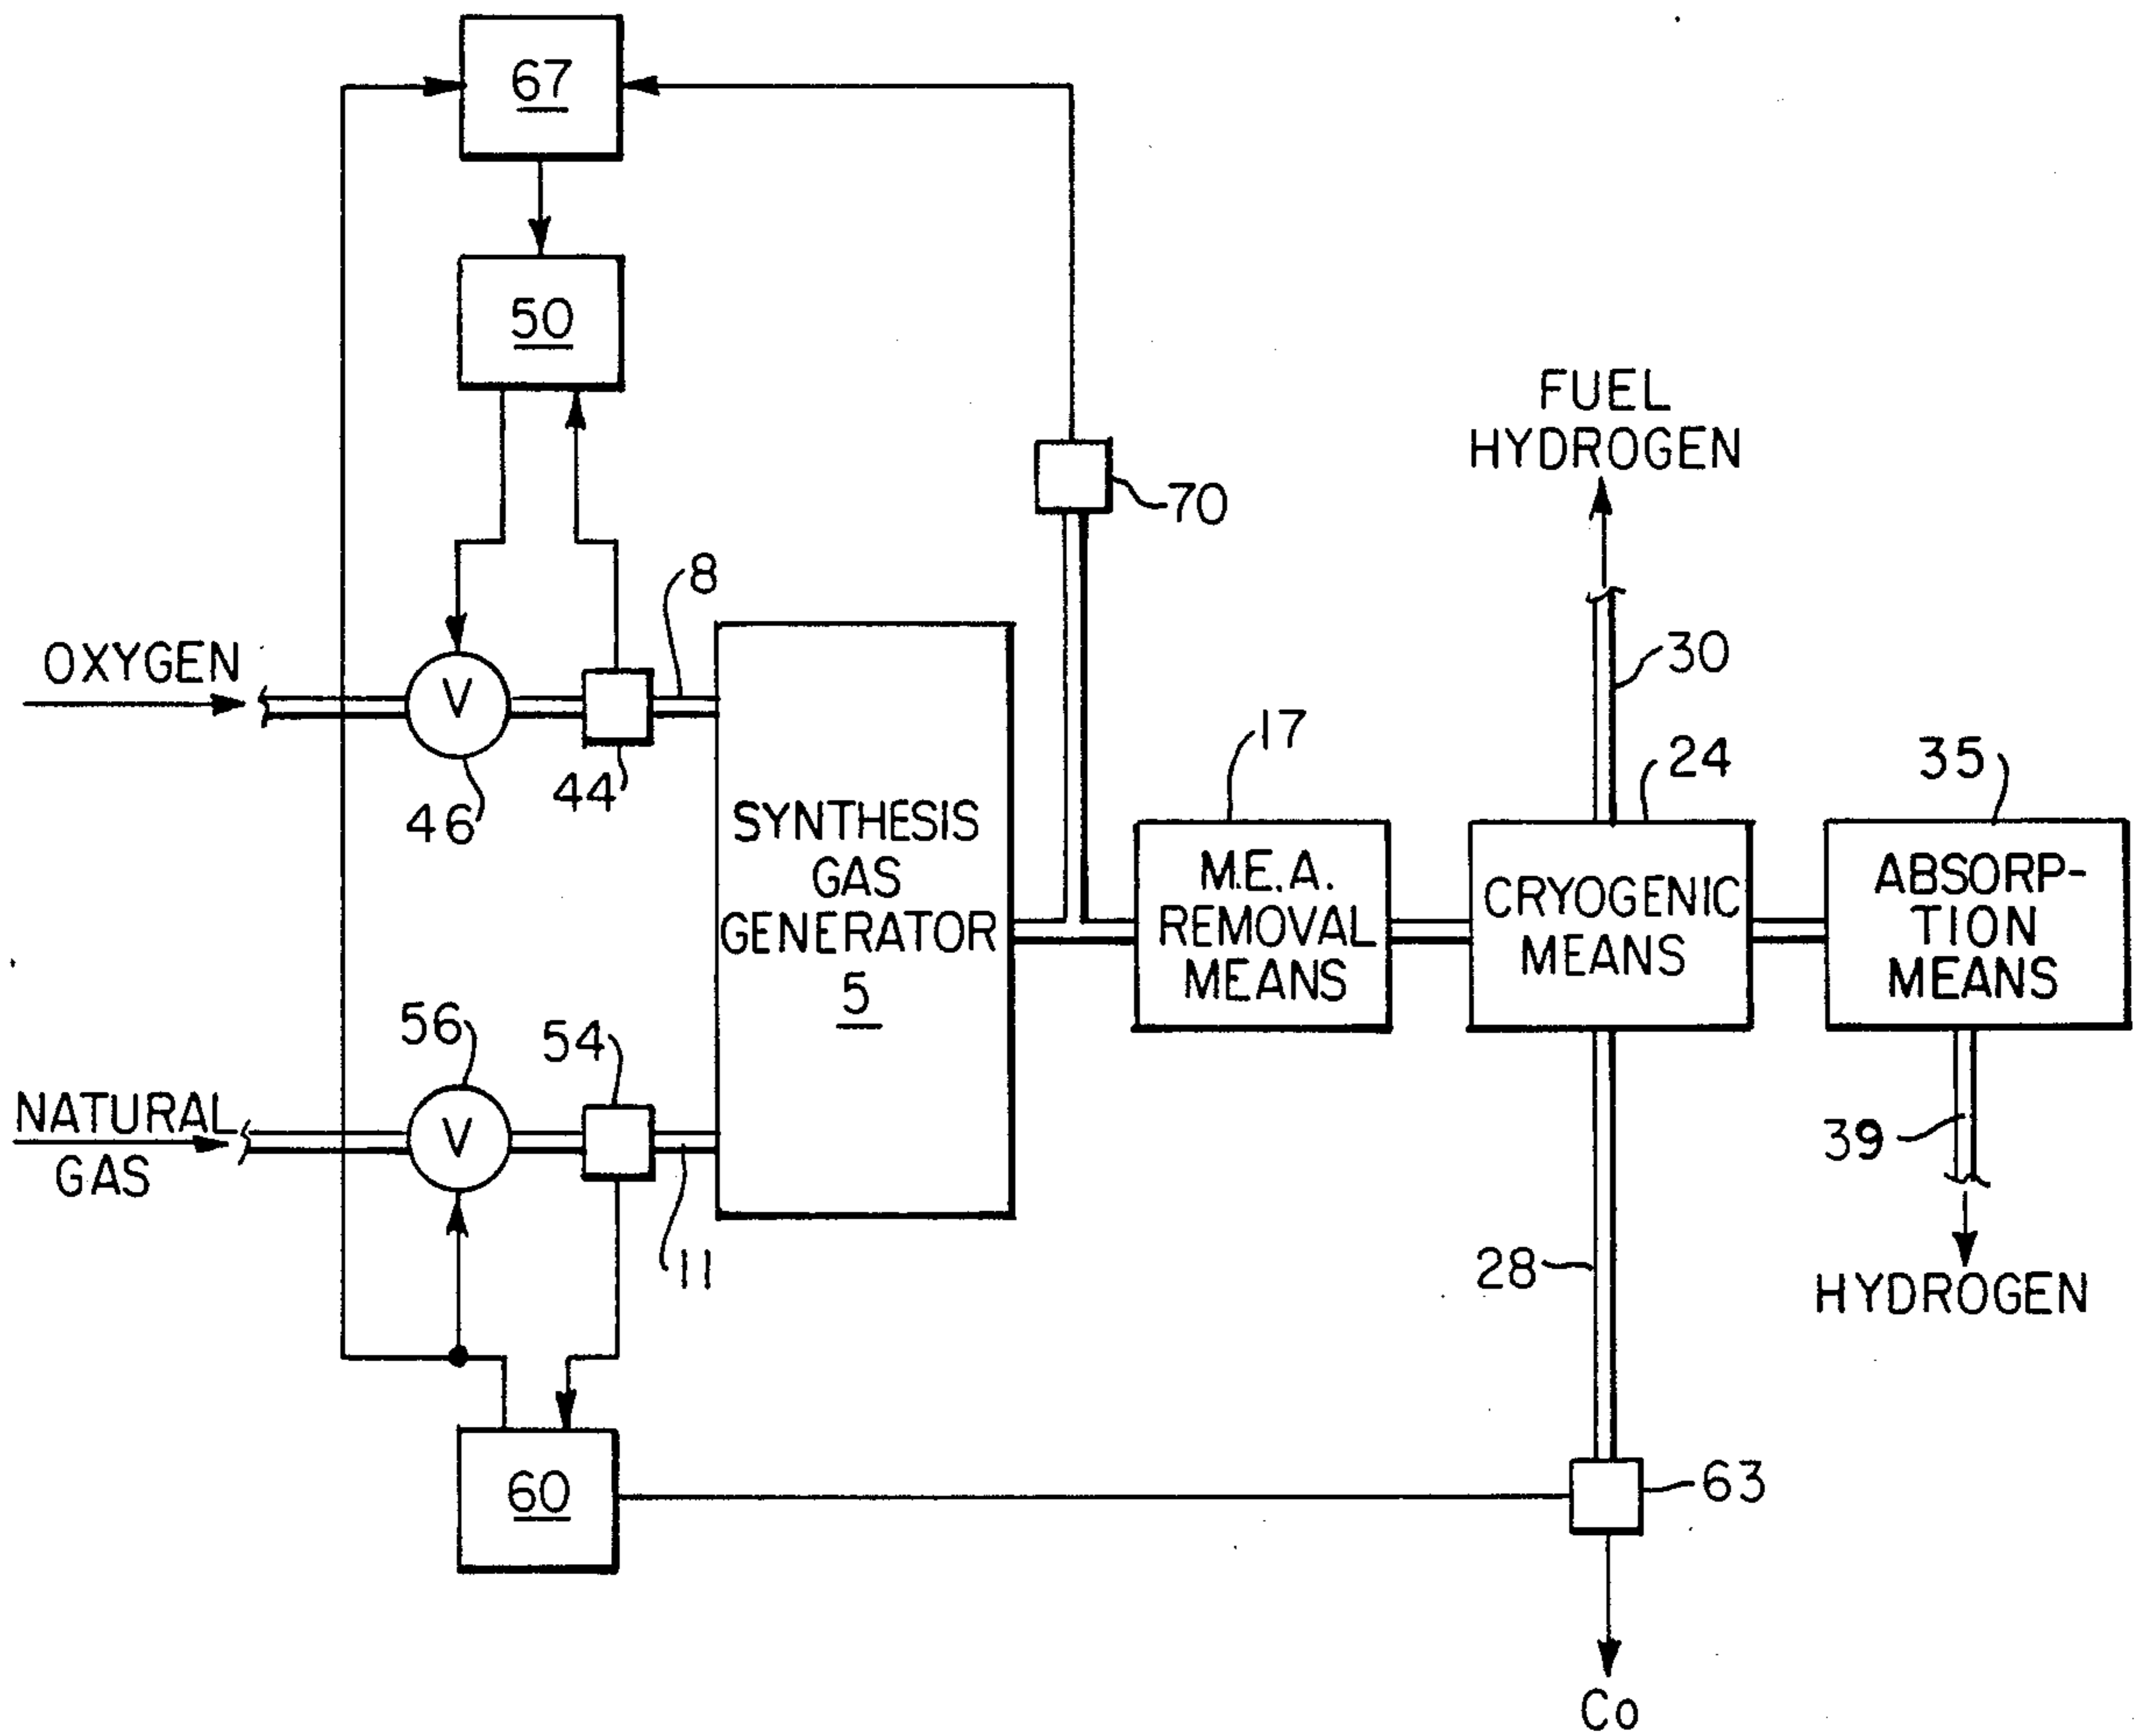 67
50
70
FUEL
HYDROGEN
8
30
OXYGEN
V
46
44
SYNTHESIS
GAS
GENERATOR
5
17
M.E.A.
REMOVAL
MEANS
24
CRYOGENIC
MEANS
35
ABSORP-
TION
MEANS
39
HYDROGEN
NATURAL
GAS
56
V
54
11
28
60
63
Co